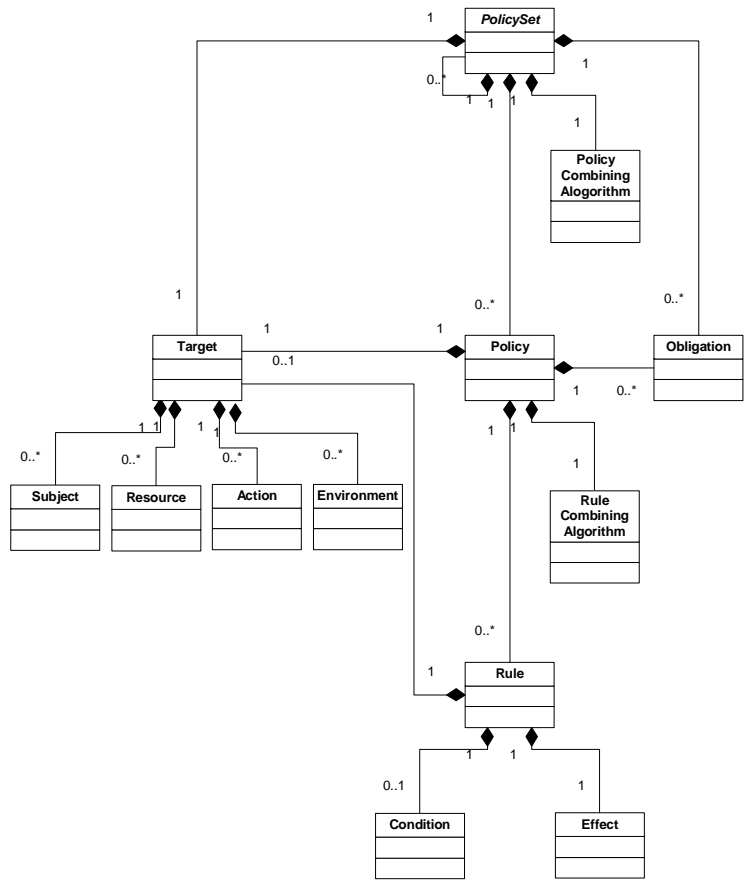 1
PolicySet
1
0..*
1
1
1
1
Policy
Combining
Alogorithm
1
0..*
0..*
1
1
Target
Policy
Obligation
0..1
1
0..*
1
1
1
1
1
1
0..*
0..*
0..*
0..*
1
Subject
Resource
Action
Environment
Rule
Combining
Algorithm
0..*
1
Rule
1
1
0..1
1
Condition
Effect